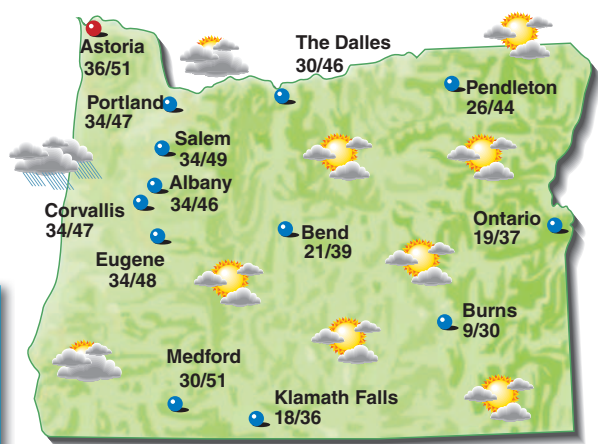 Astoria
36/51
The Dalles
30/46
Pendleton
26/44
Portland
34/47
Salem
34/49
Albany
34/46
Corvallis
34/47
Eugene
34/48
Bend
21/39
Ontario
19/37
Burns
9/30
Medford
30/51
Klamath Falls
18/36